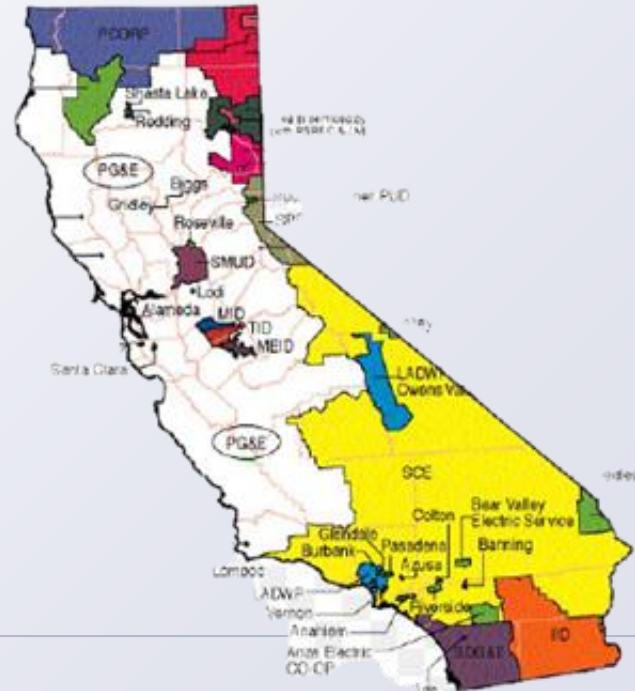 PCORP
Shasta Lake
Redding
PG&E
Biggs
Gridley
Roseville
SMUD
Lodi
Alameda
MID
TID
MEID
Santa Clara
PUD
LADWP
Owens
PG&E
SCE
Bear Valley
Electric Service
Colton
Glendale
Burbank
Pasadena
Banning
Azusa
Lompoc
LADWP
Vernon
Riverside
Anaheim
Anza Electric
CO-OP
SDG&E
IID